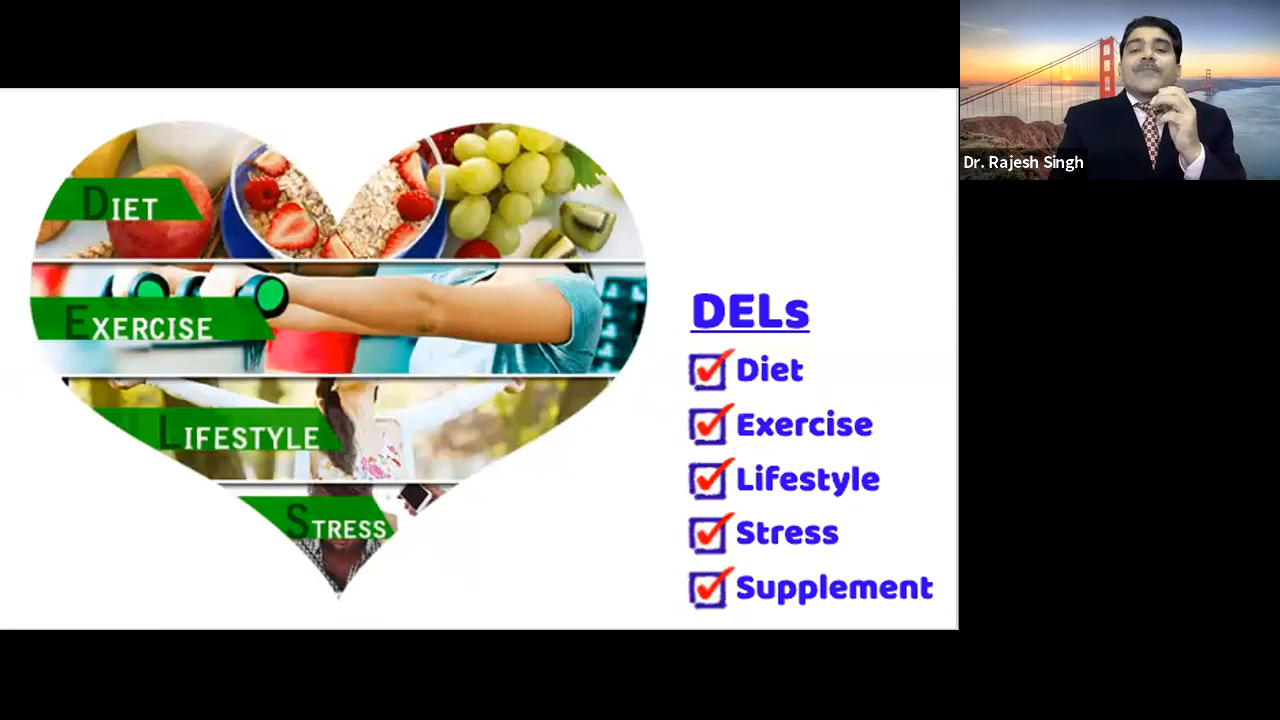 DIET
EXERCISE
LIFESTYLE
STRESS
DELs
Diet
Exercise
Lifestyle
Stress
Supplement
Dr. Rajesh Singh